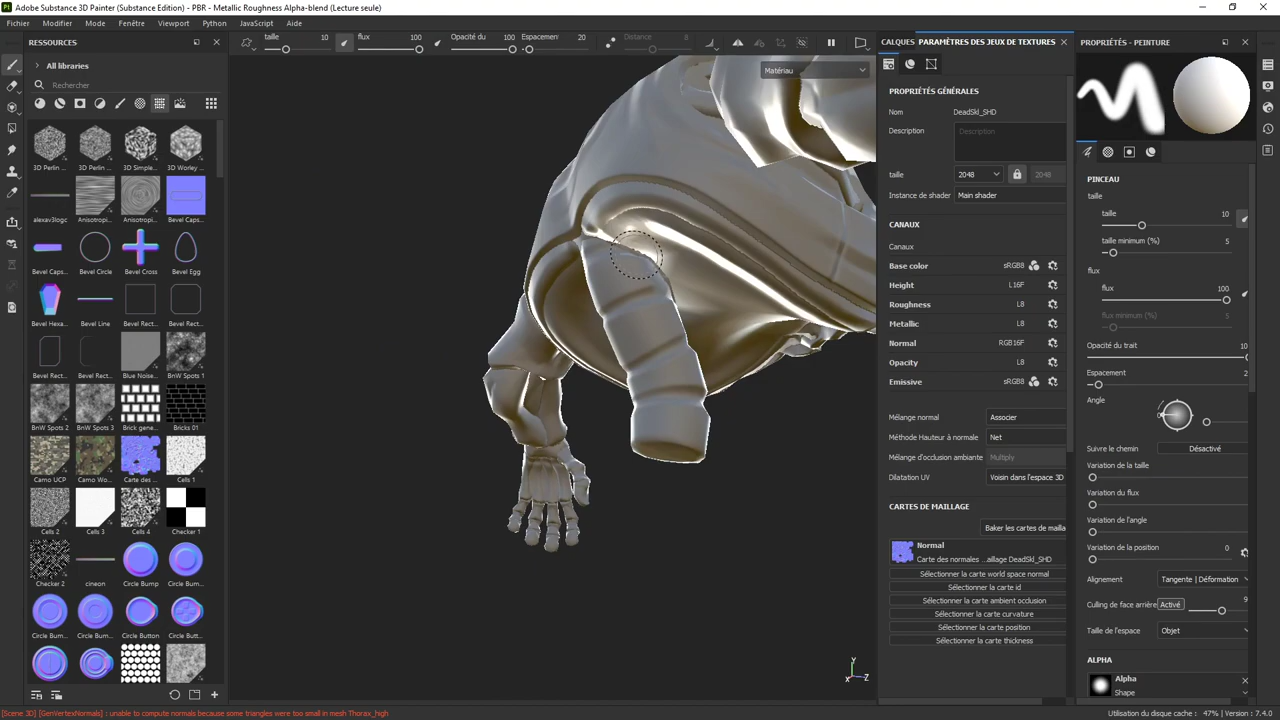 Adobe Substance 3D Painter (Substance Edition) - PBR - Metallic Roughness Alpha-blend (Lecture seule)
Fichier Modifier Mode Fenêtre Viewport Python JavaScript Aide
RESSOURCES
taille 10 flux 100 Opacité du 100 Espacement 20 Distance 8
CALQUES PARAMÈTRES DES JEUX DE TEXTURES
PROPRIÉTÉS - PEINTURE
All libraries
Rechercher
Matériau
3D Perlin ... 3D Perlin ... 3D Simple... 3D Worley ...
alexav3logc Anisotropi... Anisotropi... Bevel Caps...
Bevel Caps... Bevel Circle Bevel Cross Bevel Egg
Bevel Hexa... Bevel Line Bevel Rect... Bevel Rect...
Bevel Rect... Bevel Rect... Blue Noise... BnW Spots 1
BnW Spots 2 BnW Spots 3 Brick gene... Bricks 01
Camo UCP Camo Wo... Carte des ... Cells 1
Cells 2 Cells 3 Cells 4 Checker 1
Checker 2 cineon Circle Bump Circle Bum...
Circle Bum... Circle Bum... Circle Button Circle Butt...
PROPRIÉTÉS GÉNÉRALES
Nom DeadSkl_SHD
Description Description
taille 2048 2048
Instance de shader Main shader
CANAUX
Canaux
Base color sRGB8
Height L16F
Roughness L8
Metallic L8
Normal RGB16F
Opacity L8
Emissive sRGB8
Mélange normal Associer
Méthode Hauteur à normale Net
Mélange d'occlusion ambiante Multiply
Dilatation UV Voisin dans l'espace 3D
CARTES DE MAILLAGE
Baker les cartes de mailla
Normal
Carte des normales ...aillage DeadSkl_SHD
Sélectionner la carte world space normal
Sélectionner la carte id
Sélectionner la carte ambient occlusion
Sélectionner la carte curvature
Sélectionner la carte position
Sélectionner la carte thickness
PINCEAU
taille
taille 10
taille minimum (%) 5
flux
flux 100
flux minimum (%) 5
Opacité du trait 10
Espacement 2
Angle
Suivre le chemin Désactivé
Variation de la taille
Variation du flux
Variation de l'angle
Variation de la position 0
Alignement Tangente | Déformation
Culling de face arrière Activé 9
Taille de l'espace Objet
ALPHA
Alpha
Shape
Y
X Z
[Scene 3D] [GenVertexNormals] : unable to compute normals because some triangles were too small in mesh Thorax_high
Utilisation du disque cache : 47% | Version : 7.4.0